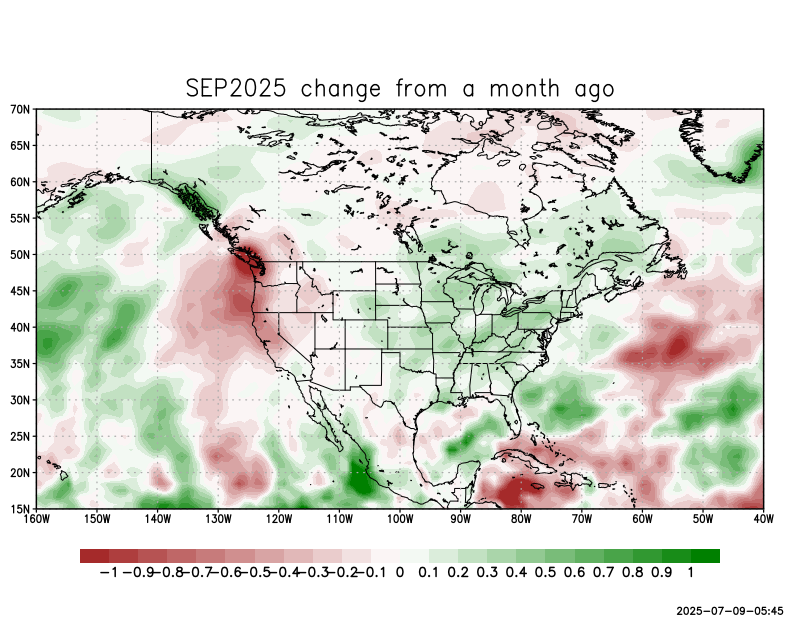 SEP2025 change from a month ago
70N
65N
60N
55N
50N
45N
40N
35N
30N
25N
20N
15N
160W 150W 140W 130W 120W 110W 100W 90W 80W 70W 60W 50W 40W
-1 -0.9 -0.8 -0.7 -0.6 -0.5 -0.4 -0.3 -0.2 -0.1 0 0.1 0.2 0.3 0.4 0.5 0.6 0.7 0.8 0.9 1
2025-07-09-05:45